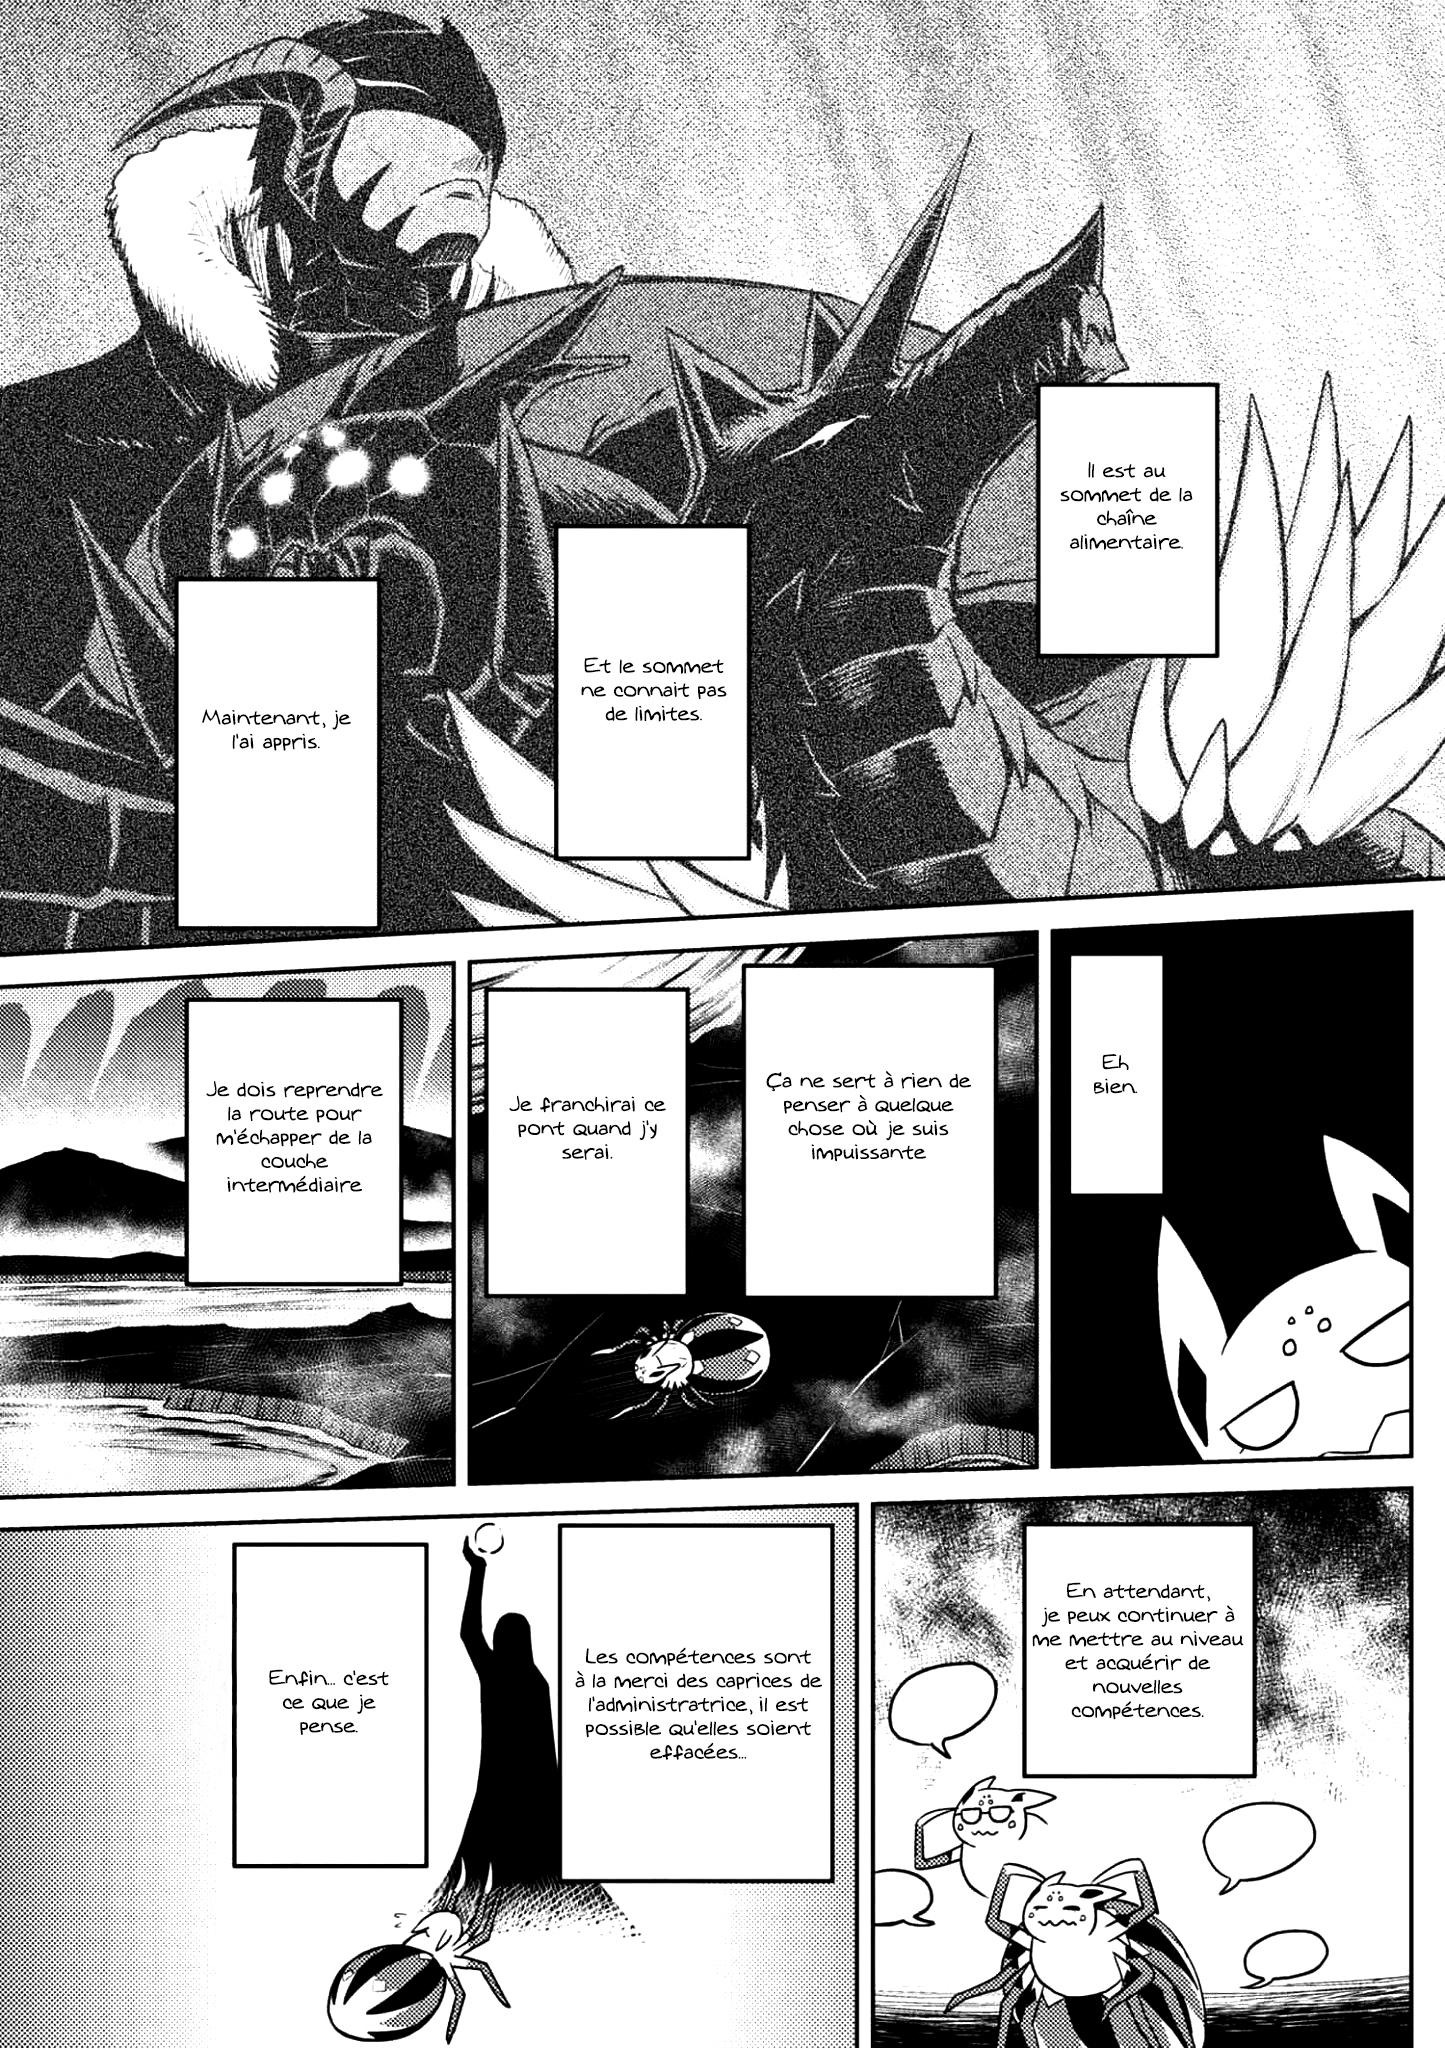 Il est au
sommet de la
chaîne
alimentaire.
Et le sommet
ne connait pas
de limites.
Maintenant, je
l'ai appris.
Eh
bien.
Ça ne sert à rien de
penser à quelque
chose où je suis
impuissante
Je franchirai ce
pont quand j'y
serai.
Je dois reprendre
la route pour
m'échapper de la
couche
intermédiaire
En attendant,
je peux continuer à
me mettre au niveau
et acquérir de
nouvelles
compétences.
Les compétences sont
à la merci des caprices de
l'administratrice, il est
possible qu'elles soient
effacées...
Enfin... c'est
ce que je
pense.